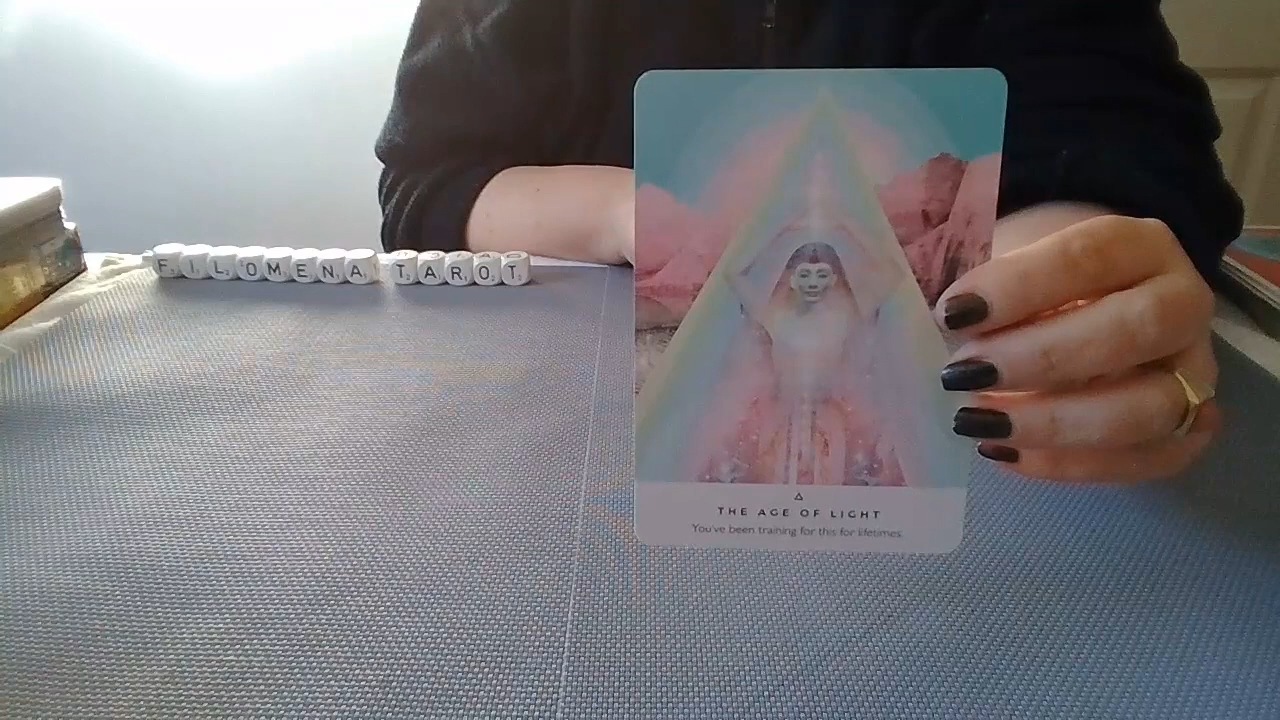 FILOMENA TAROT
THE AGE OF LIGHT
You've been training for this for lifetimes.